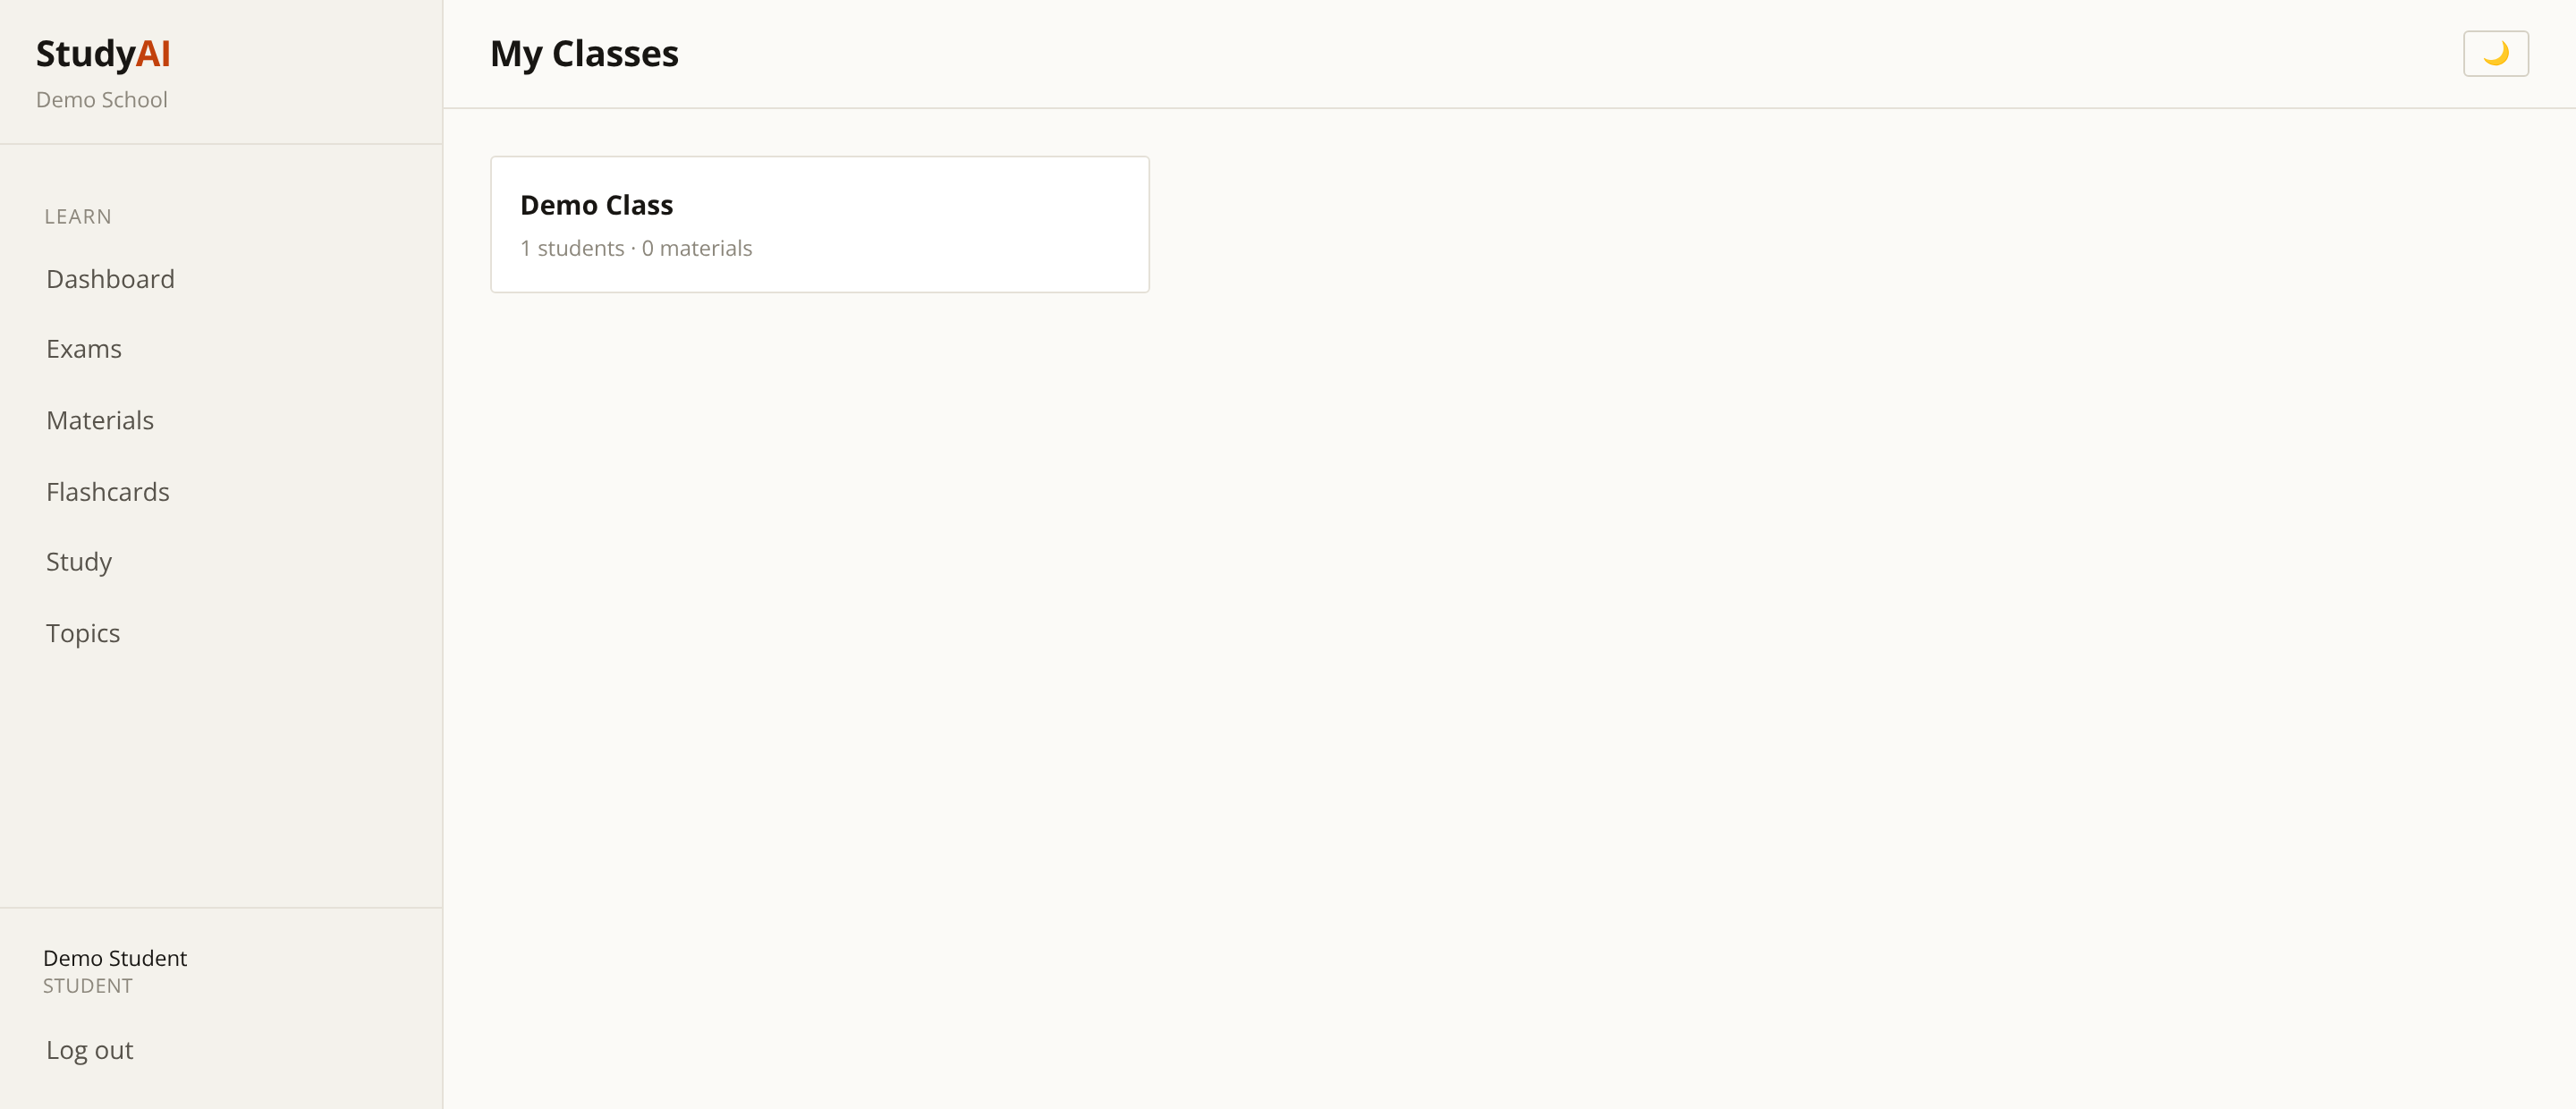 StudyAI
Demo School
LEARN
Dashboard
Exams
Materials
Flashcards
Study
Topics
Demo Student
STUDENT
Log out
My Classes
Demo Class
1 students · 0 materials